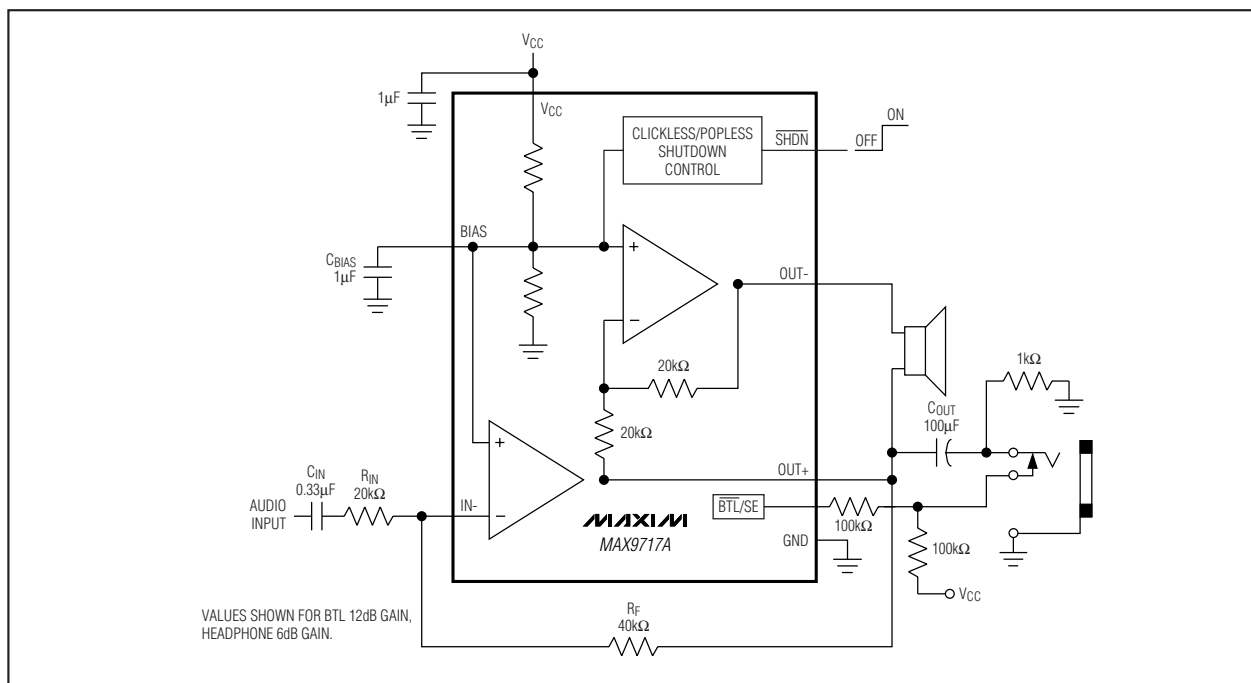 VCC
1µF
VCC
CLICKLESS/POPLESS
SHUTDOWN
CONTROL
SHDN
OFF
ON
BIAS
CBIAS
1µF
+
−
OUT-
20kΩ
20kΩ
1kΩ
COUT
100µF
+
−
OUT+
CIN
0.33µF
RIN
20kΩ
AUDIO
INPUT
IN-
MAXIM
MAX9717A
BTL/SE
100kΩ
GND
100kΩ
VCC
VALUES SHOWN FOR BTL 12dB GAIN,
HEADPHONE 6dB GAIN.
RF
40kΩ